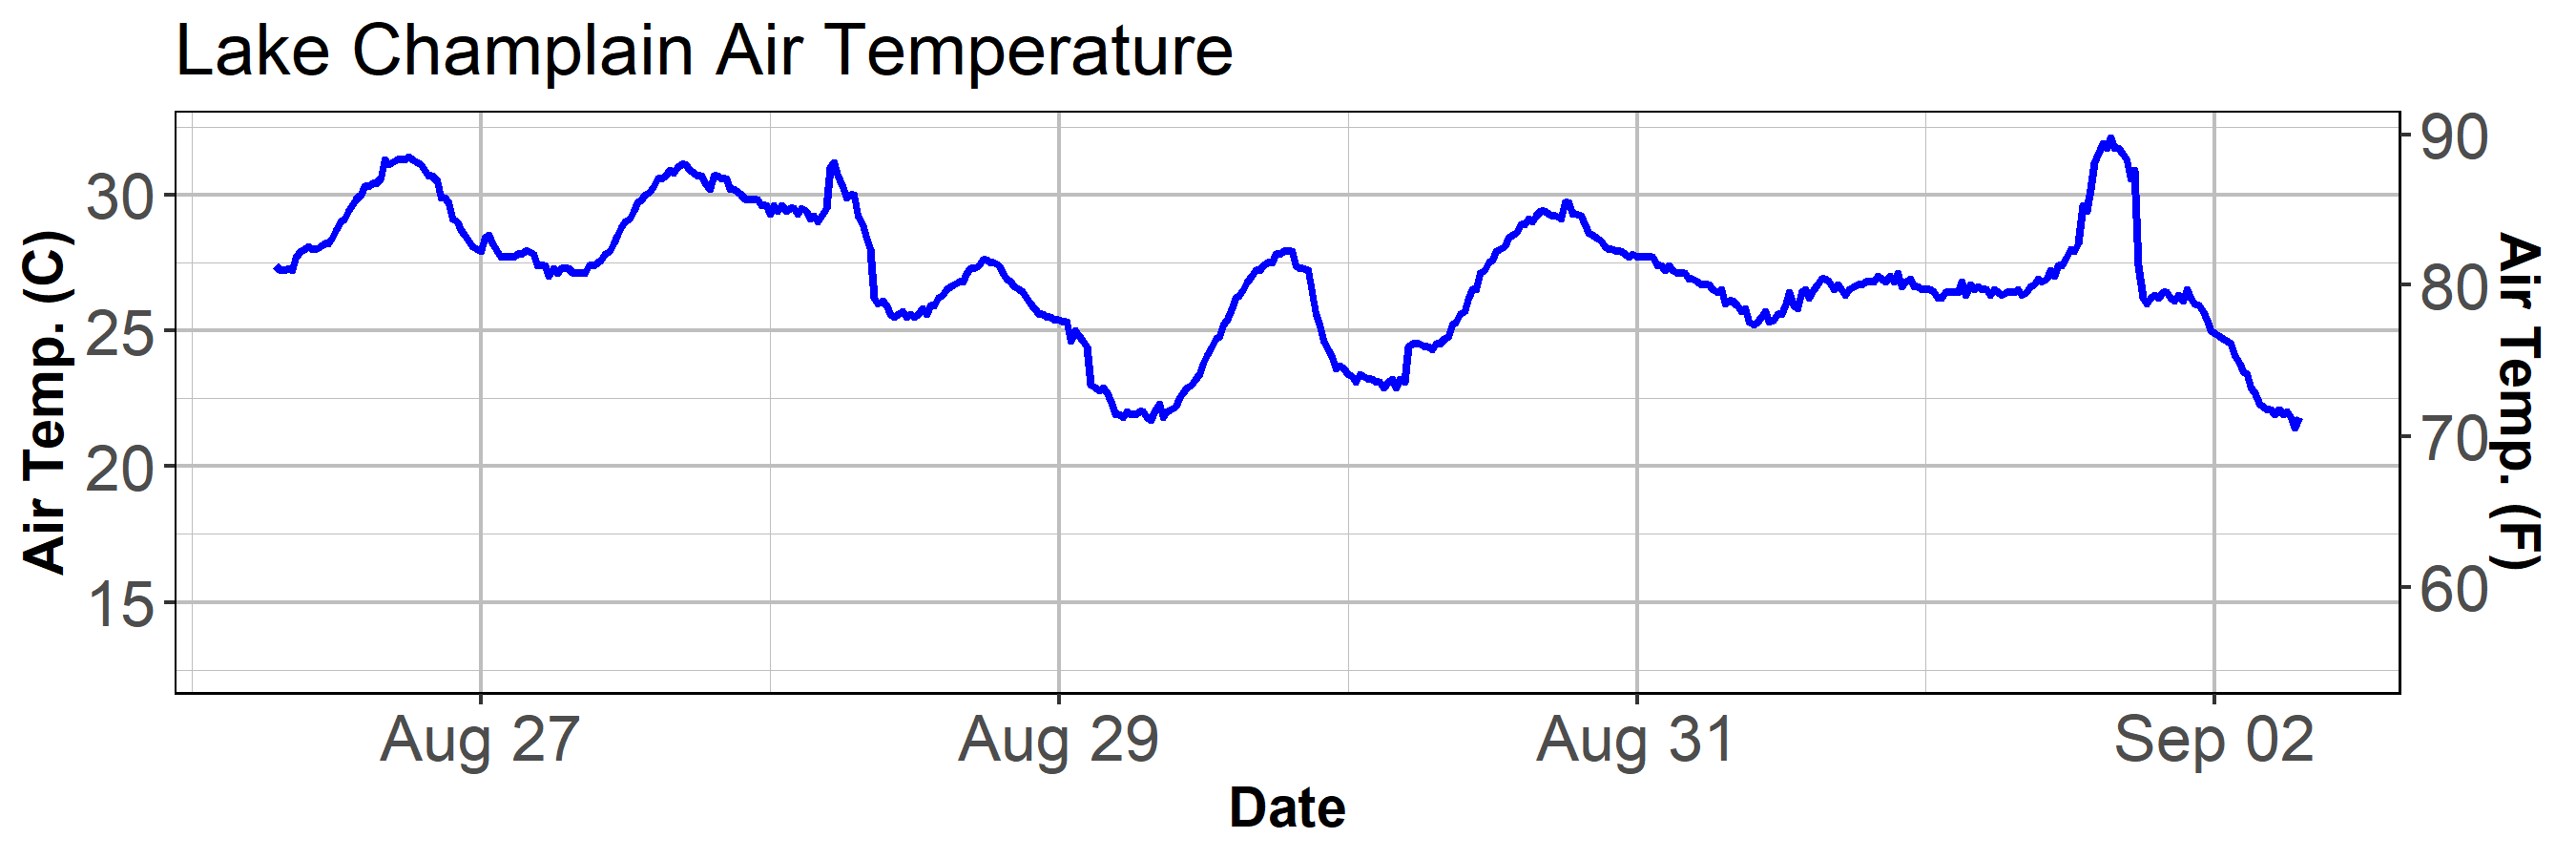 Lake Champlain Air Temperature
Air Temp. (C)
30
25
20
15
90
80
70
60
Air Temp. (F)
Aug 27
Aug 29
Aug 31
Sep 02
Date